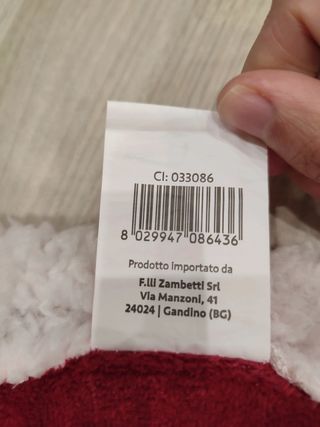 CI: 033086
8 029947 086436
Prodotto importato da
F.lli Zambetti Srl
Via Manzoni, 41
24024 | Gandino (BG)